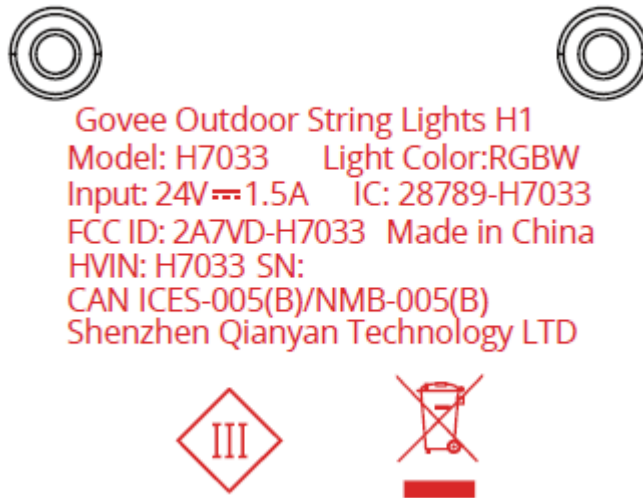 Govee Outdoor String Lights H1
Model: H7033 Light Color:RGBW
Input: 24V⎓1.5A IC: 28789-H7033
FCC ID: 2A7VD-H7033 Made in China
HVIN: H7033 SN:
CAN ICES-005(B)/NMB-005(B)
Shenzhen Qianyan Technology LTD
III